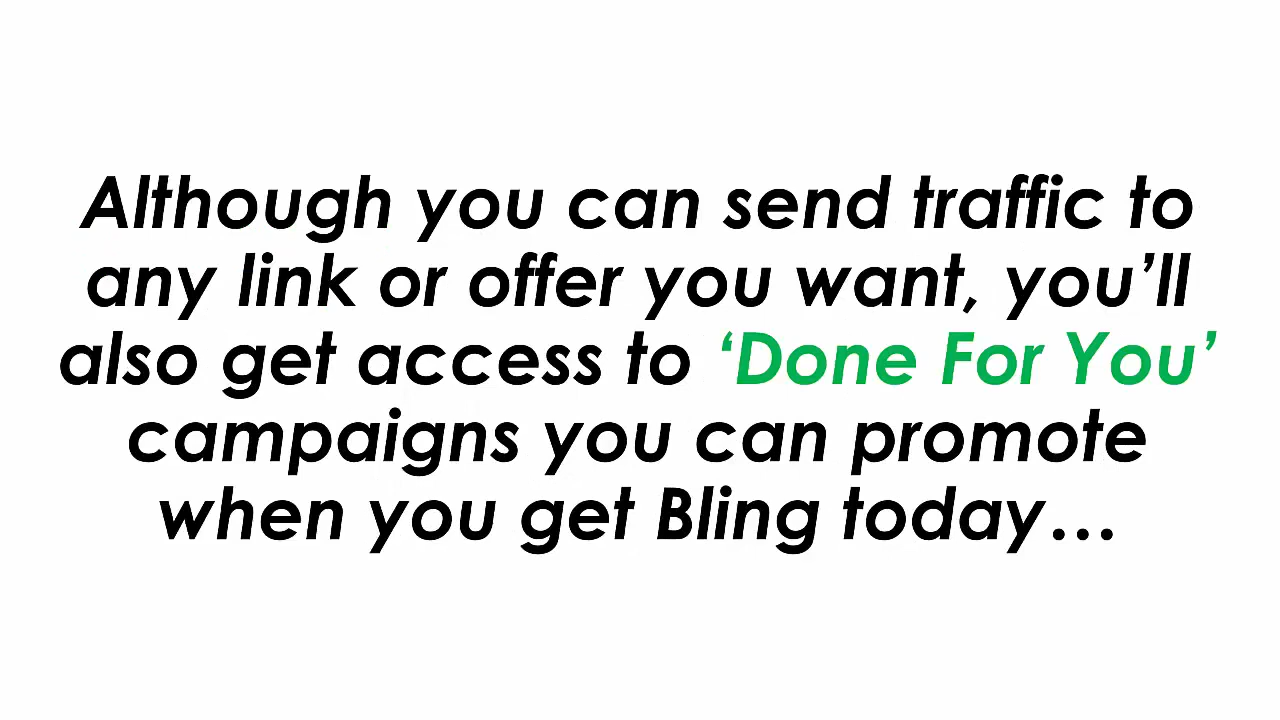 Although you can send traffic to
any link or offer you want, you’ll
also get access to ‘Done For You’
campaigns you can promote
when you get Bling today…